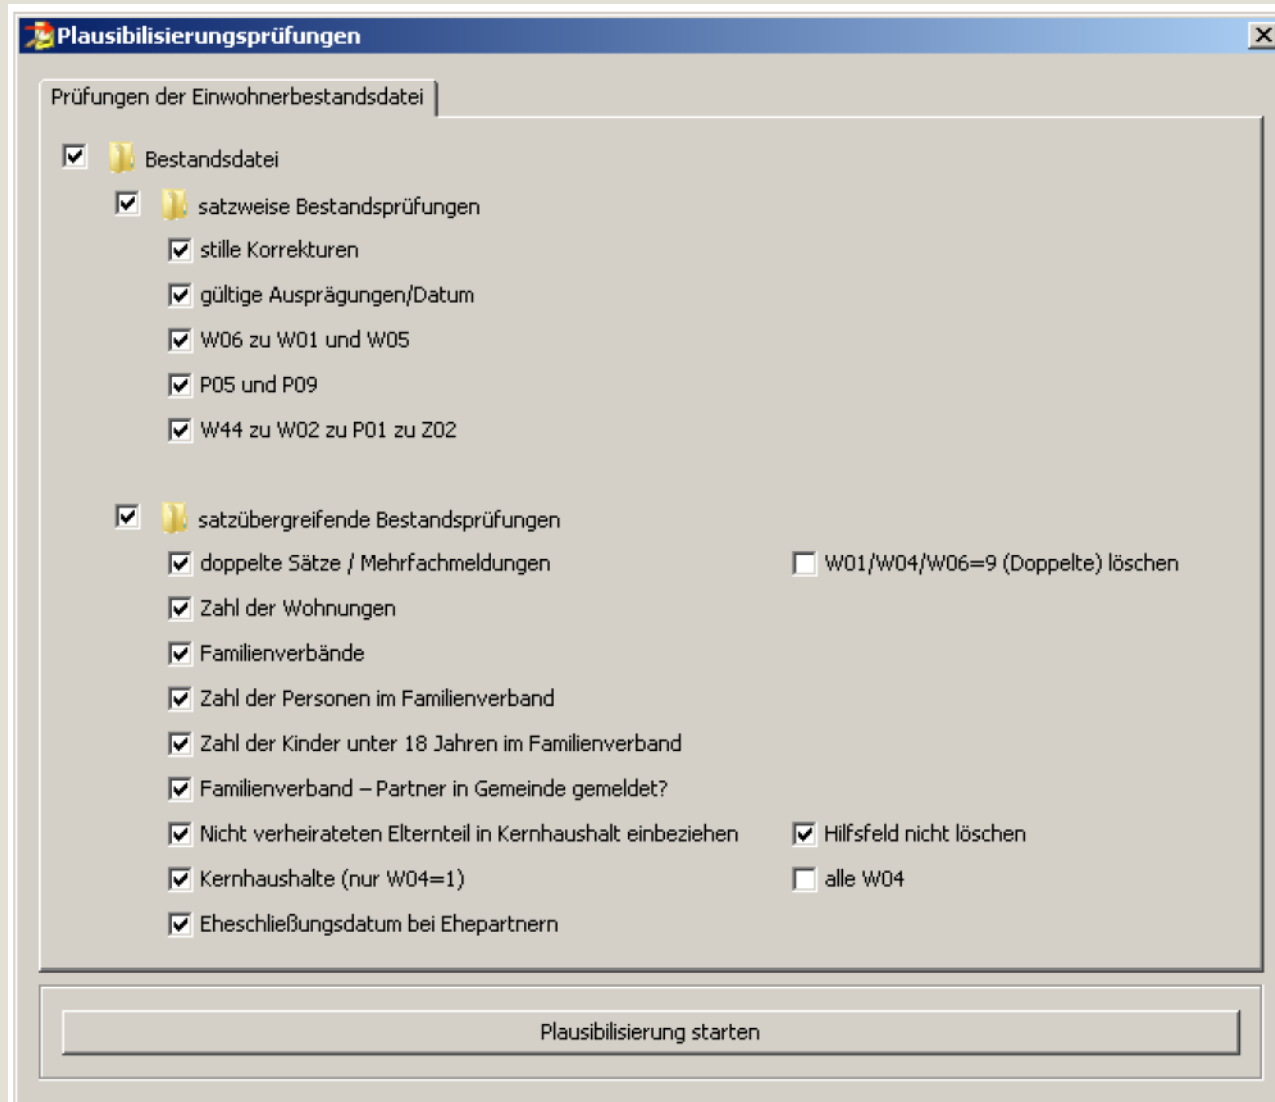 Plausibilisierungsprüfungen
Prüfungen der Einwohnerbestandsdatei
Bestandsdatei
satzweise Bestandsprüfungen
stille Korrekturen
gültige Ausprägungen/Datum
W06 zu W01 und W05
P05 und P09
W44 zu W02 zu P01 zu Z02
satzübergreifende Bestandsprüfungen
doppelte Sätze / Mehrfachmeldungen W01/W04/W06=9 (Doppelte) löschen
Zahl der Wohnungen
Familienverbände
Zahl der Personen im Familienverband
Zahl der Kinder unter 18 Jahren im Familienverband
Familienverband – Partner in Gemeinde gemeldet?
Nicht verheirateten Elternteil in Kernhaushalt einbeziehen Hilfsfeld nicht löschen
Kernhaushalte (nur W04=1) alle W04
Eheschließungsdatum bei Ehepartnern
Plausibilisierung starten